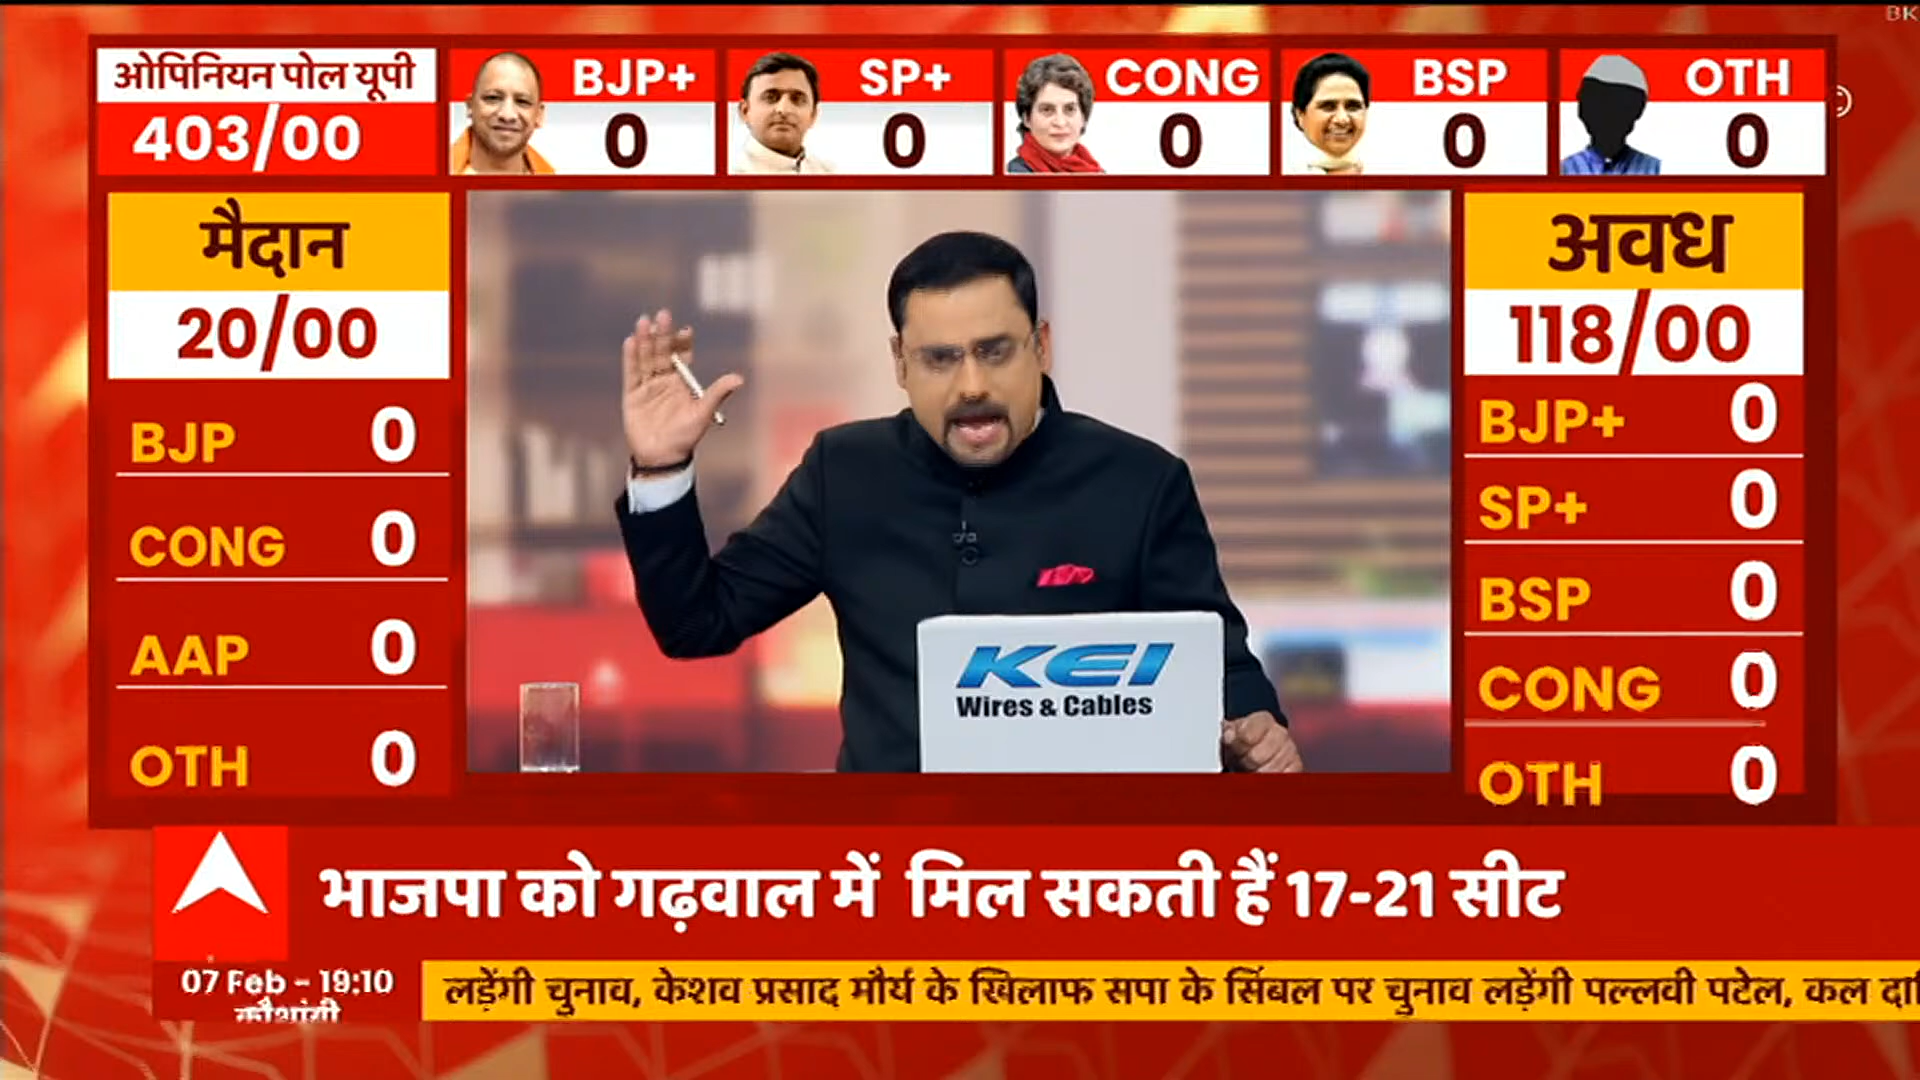 BK
ओपिनियन पोल यूपी
403/00
BJP+
0
SP+
0
CONG
0
BSP
0
OTH
0
मैदान
20/00
BJP 0
CONG 0
AAP 0
OTH 0
KEI
Wires & Cables
अवध
118/00
BJP+ 0
SP+ 0
BSP 0
CONG 0
OTH 0
भाजपा को गढ़वाल में मिल सकती हैं 17-21 सीट
07 Feb - 19:10
कौशांबी
लड़ेंगी चुनाव, केशव प्रसाद मौर्य के खिलाफ सपा के सिंबल पर चुनाव लड़ेंगी पल्लवी पटेल, कल